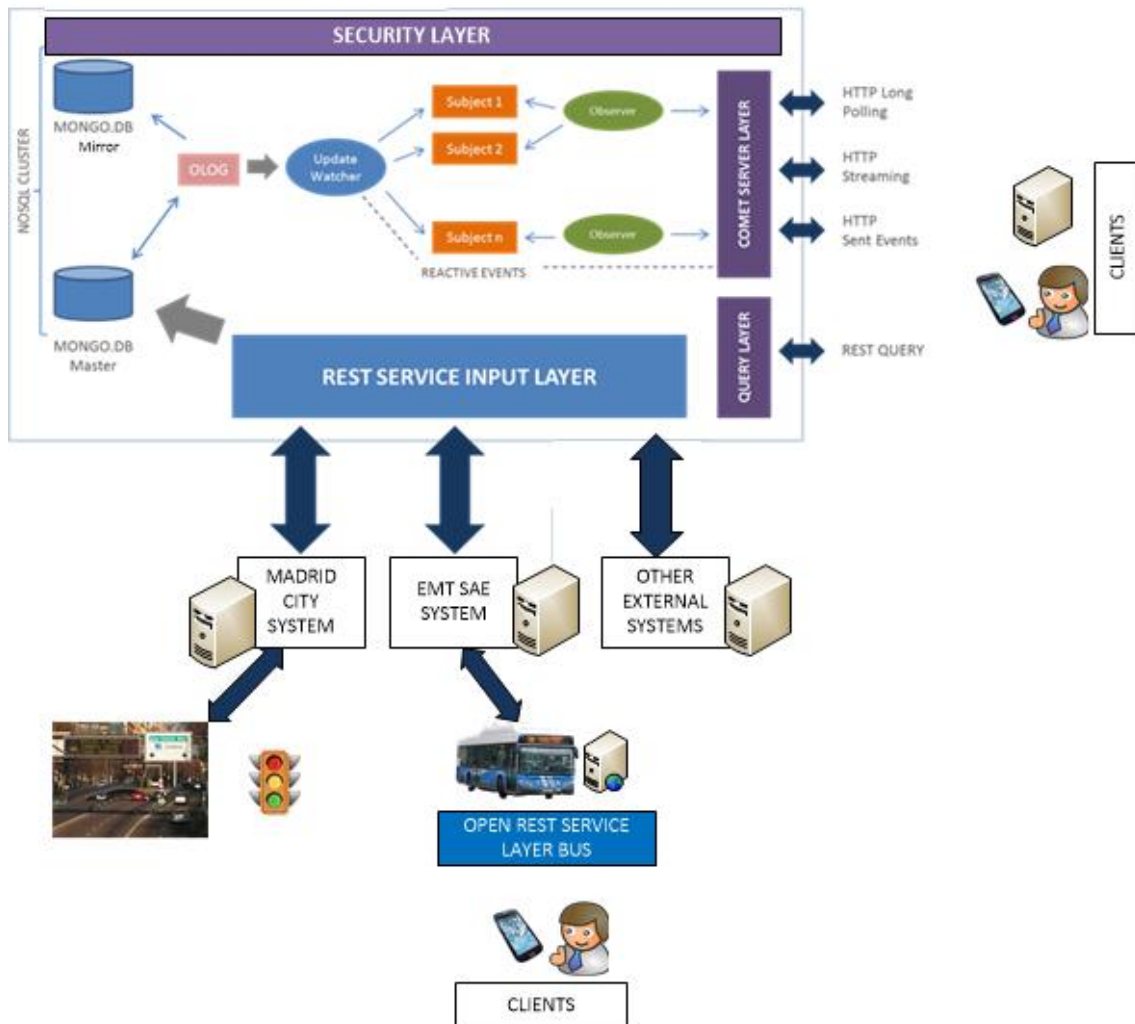 SECURITY LAYER
NOSQL CLUSTER
MONGO.DB
Mirror
OLOG
Update
Watcher
Subject 1
Subject 2
Subject n
Observer
Observer
REACTIVE EVENTS
COMET SERVER LAYER
HTTP Long
Polling
HTTP
Streaming
HTTP
Sent Events
CLIENTS
MONGO.DB
Master
REST SERVICE INPUT LAYER
QUERY LAYER
REST QUERY
MADRID
CITY
SYSTEM
EMT SAE
SYSTEM
OTHER
EXTERNAL
SYSTEMS
OPEN REST SERVICE
LAYER BUS
CLIENTS